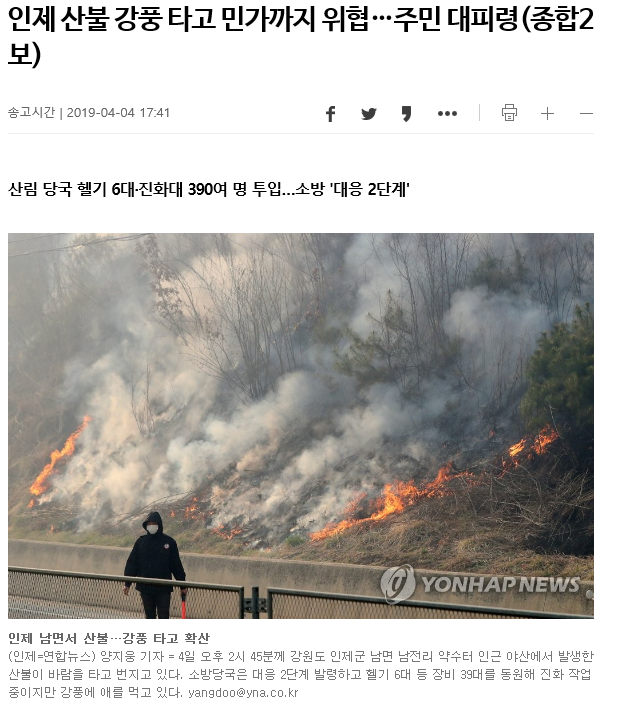 인제 산불 강풍 타고 민가까지 위협…주민 대피령(종합2
보)
송고시간 | 2019-04-04 17:41
산림 당국 헬기 6대·진화대 390여 명 투입…소방 '대응 2단계'
YONHAP NEWS
인제 남면서 산불…강풍 타고 확산
(인제=연합뉴스) 양지웅 기자 = 4일 오후 2시 45분께 강원도 인제군 남면 남전리 약수터 인근 야산에서 발생한
산불이 바람을 타고 번지고 있다. 소방당국은 대응 2단계 발령하고 헬기 6대 등 장비 39대를 동원해 진화 작업
중이지만 강풍에 애를 먹고 있다. yangdoo@yna.co.kr